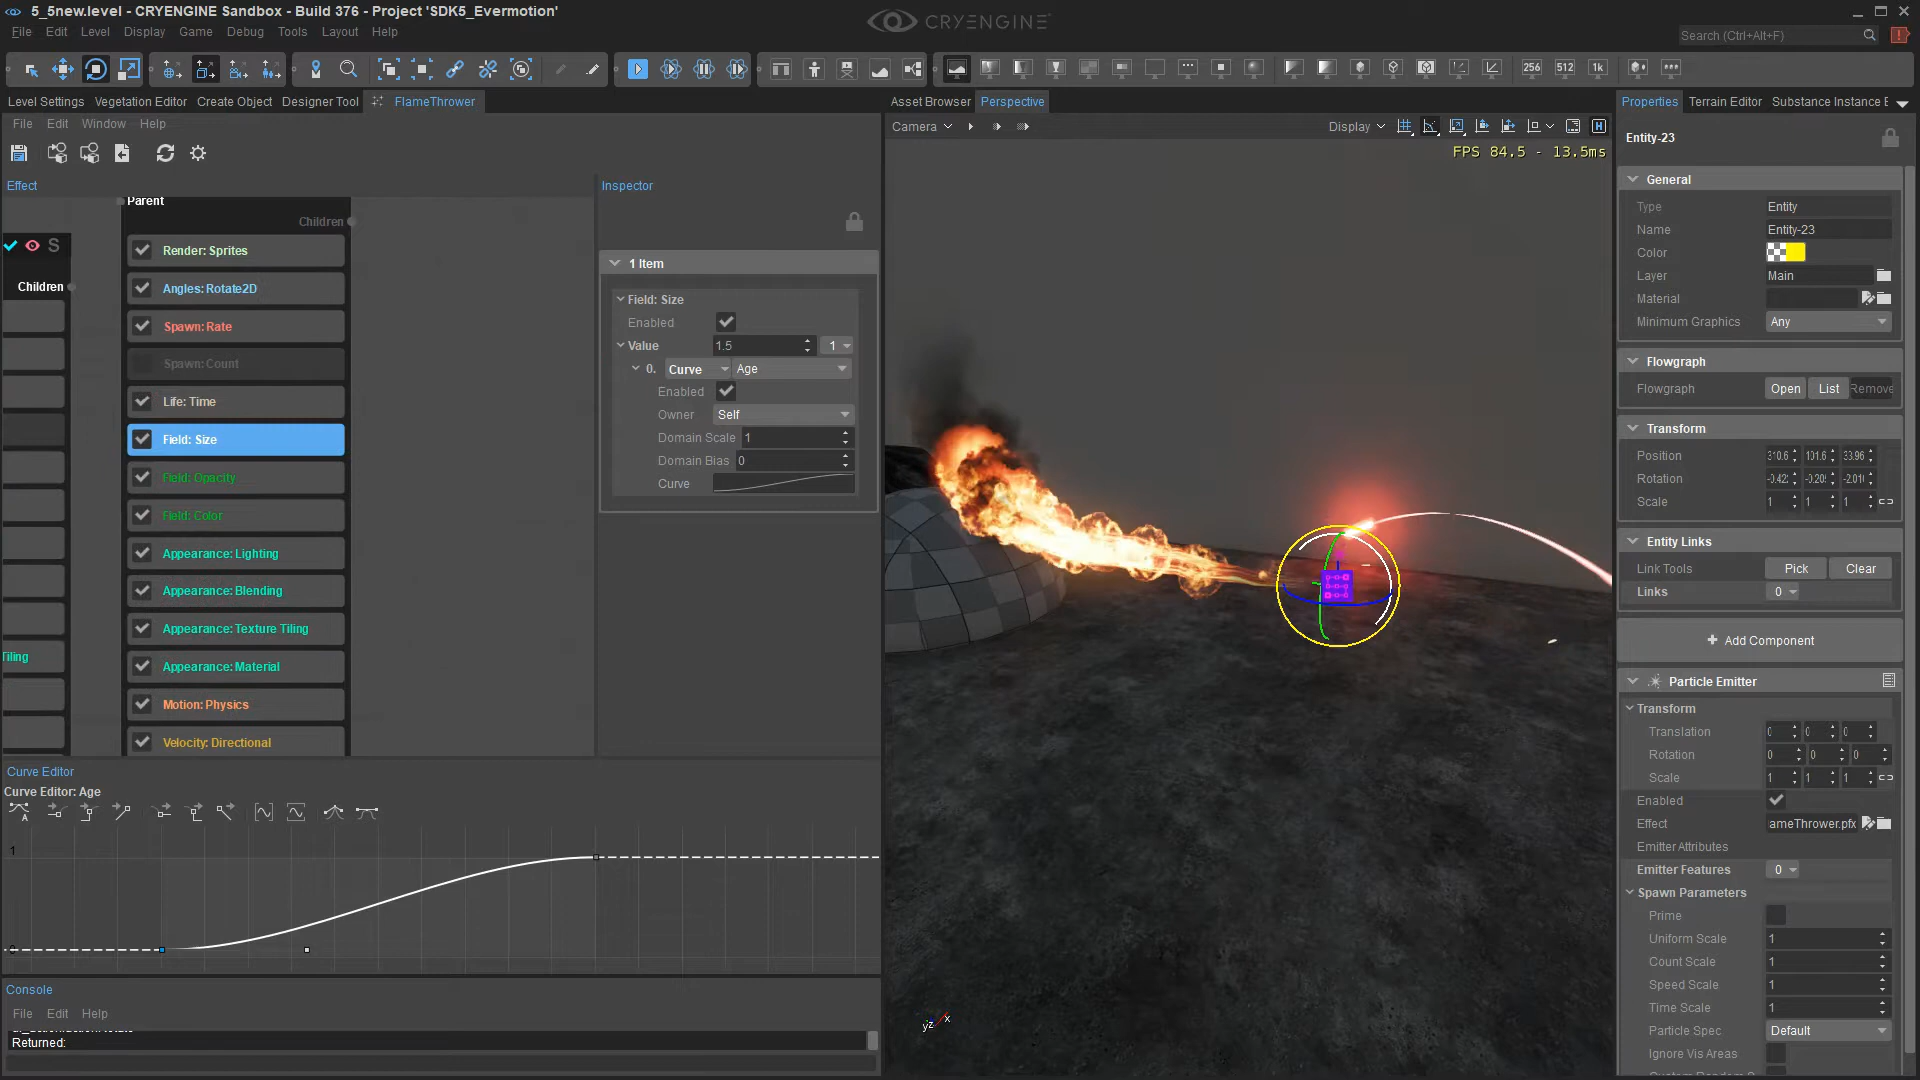 5_5new.level - CRYENGINE Sandbox - Build 376 - Project 'SDK5_Evermotion'
CRYENGINE
File Edit Level Display Game Debug Tools Layout Help
Search (Ctrl+Alt+F)
256 512 1k
Level Settings Vegetation Editor Create Object Designer Tool FlameThrower
File Edit Window Help
Effect
Parent
Children
S
Children
Tiling
Render: Sprites
Angles: Rotate2D
Spawn: Rate
Spawn: Count
Life: Time
Field: Size
Field: Opacity
Field: Color
Appearance: Lighting
Appearance: Blending
Appearance: Texture Tiling
Appearance: Material
Motion: Physics
Velocity: Directional
Inspector
1 Item
Field: Size
Enabled
Value 1.5 1
0. Curve Age
Enabled
Owner Self
Domain Scale 1
Domain Bias 0
Curve
Curve Editor
Curve Editor: Age
A
1
Console
File Edit Help
Returned:
Asset Browser Perspective
Camera
Display
H
FPS 84.5 - 13.5ms
yz x
Properties Terrain Editor Substance Instance E
Entity-23
General
Type Entity
Name Entity-23
Color
Layer Main
Material
Minimum Graphics Any
Flowgraph
Flowgraph Open List Remove
Transform
Position 310.6 101.6 33.96
Rotation
Scale 1 1 1
Entity Links
Link Tools Pick Clear
Links 0
+ Add Component
Particle Emitter
Transform
Translation 0 0 0
Rotation 0 0 0
Scale 1 1 1
Enabled
Effect ameThrower.pfx
Emitter Attributes
Emitter Features 0
Spawn Parameters
Prime
Uniform Scale 1
Count Scale 1
Speed Scale 1
Time Scale 1
Particle Spec Default
Ignore Vis Areas